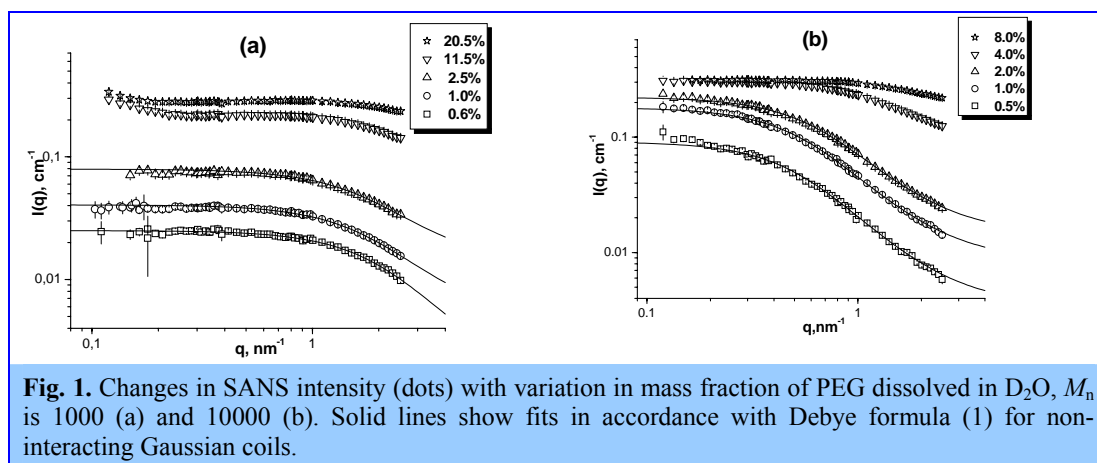 (a)
20.5%
11.5%
2.5%
1.0%
0.6%
I(q), cm-1
0,1
0,01
0,1
1
q, nm-1
(b)
8.0%
4.0%
2.0%
1.0%
0.5%
I(q), cm-1
0.1
0.01
0.1
1
q,nm-1
Fig. 1. Changes in SANS intensity (dots) with variation in mass fraction of PEG dissolved in D2O, Mn
is 1000 (a) and 10000 (b). Solid lines show fits in accordance with Debye formula (1) for non-
interacting Gaussian coils.